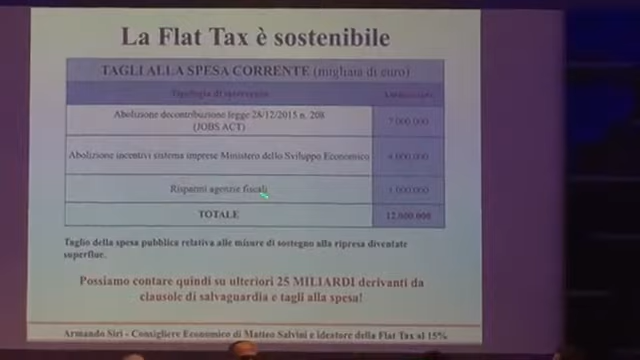 La Flat Tax è sostenibile
TAGLI ALLA SPESA CORRENTE (migliaia di euro)
Tipologia di intervento
Abolizione decontribuzione legge 28/12/2015 n. 208
(JOBS ACT)
7.000.000
Abolizione incentivi sistema imprese Ministero dello Sviluppo Economico
4.000.000
Risparmi agenzie fiscali
1.000.000
TOTALE
12.000.000
Taglio della spesa pubblica relativa alle misure di sostegno alla ripresa diventate
superflue.
Possiamo contare quindi su ulteriori 25 MILIARDI derivanti da
clausole di salvaguardia e tagli alla spesa!
Armando Siri - Consigliere Economico di Matteo Salvini e ideatore della Flat Tax al 15%